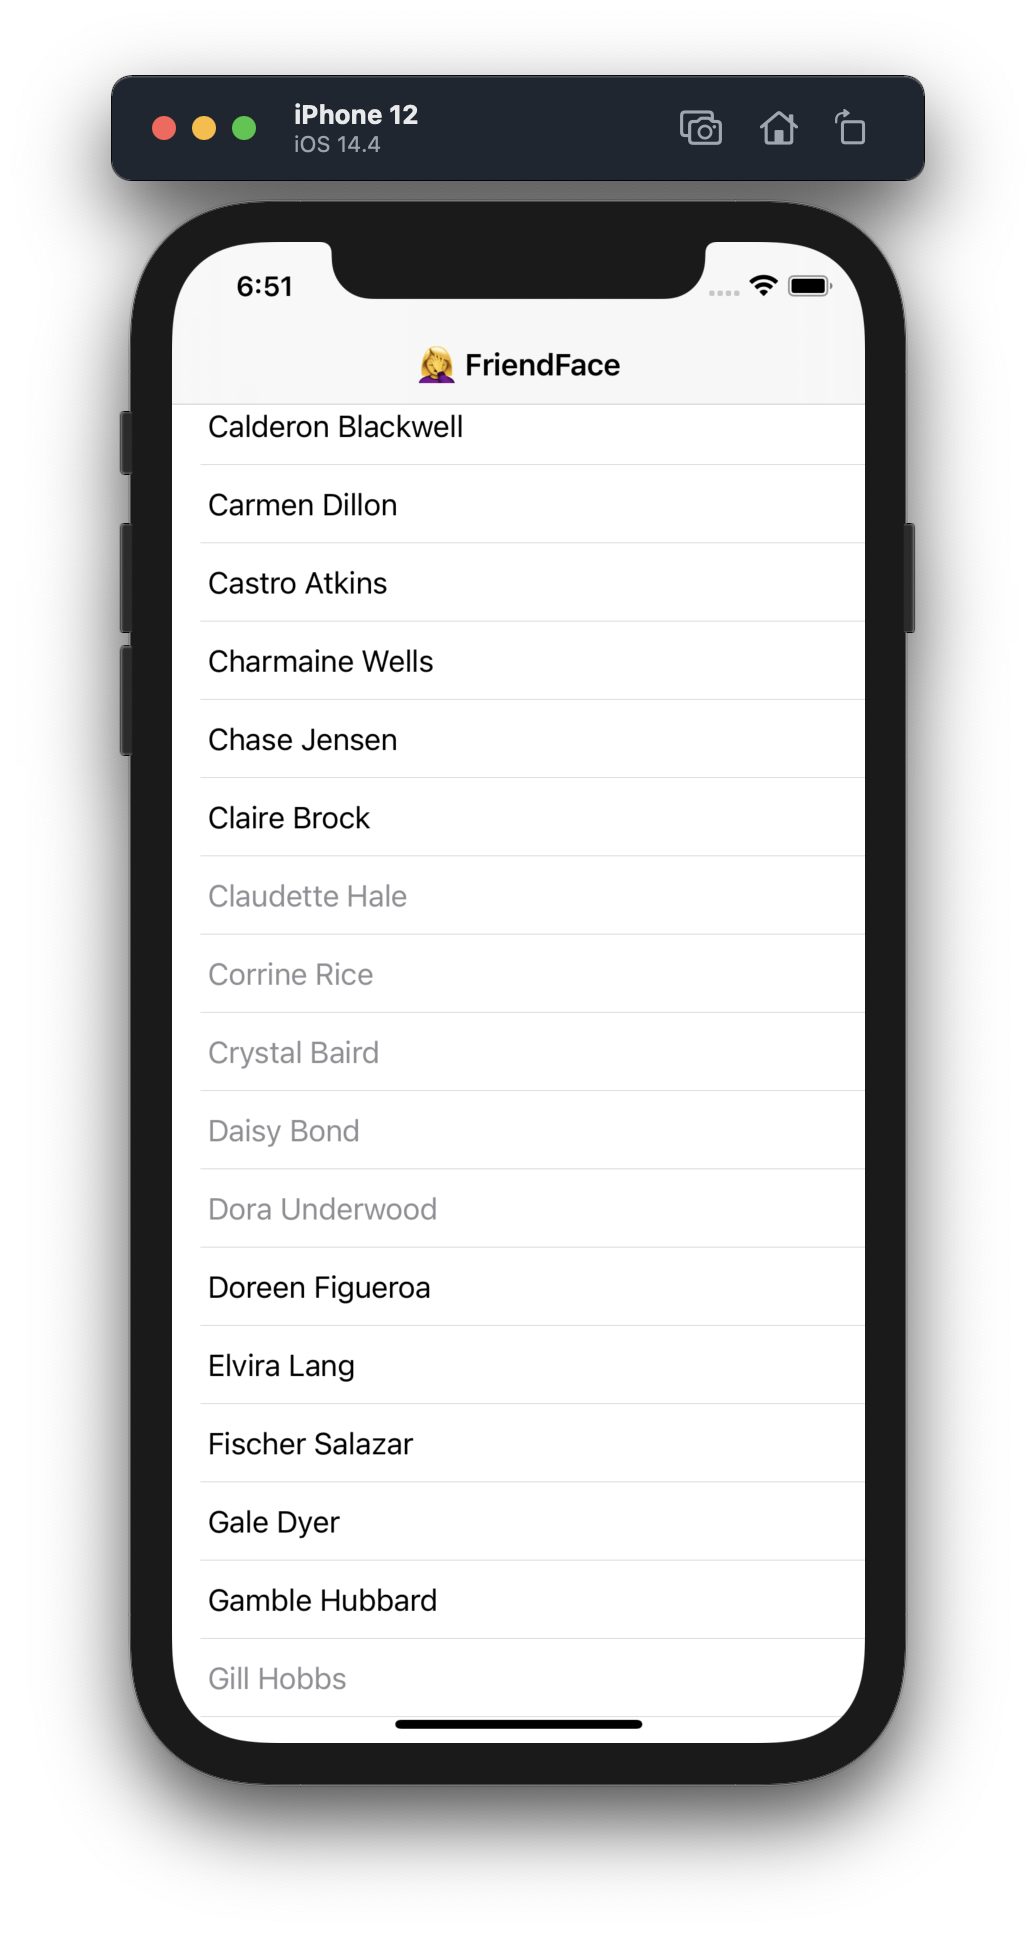 iPhone 12
iOS 14.4
6:51
🤦‍♀️ FriendFace
Calderon Blackwell
Carmen Dillon
Castro Atkins
Charmaine Wells
Chase Jensen
Claire Brock
Claudette Hale
Corrine Rice
Crystal Baird
Daisy Bond
Dora Underwood
Doreen Figueroa
Elvira Lang
Fischer Salazar
Gale Dyer
Gamble Hubbard
Gill Hobbs